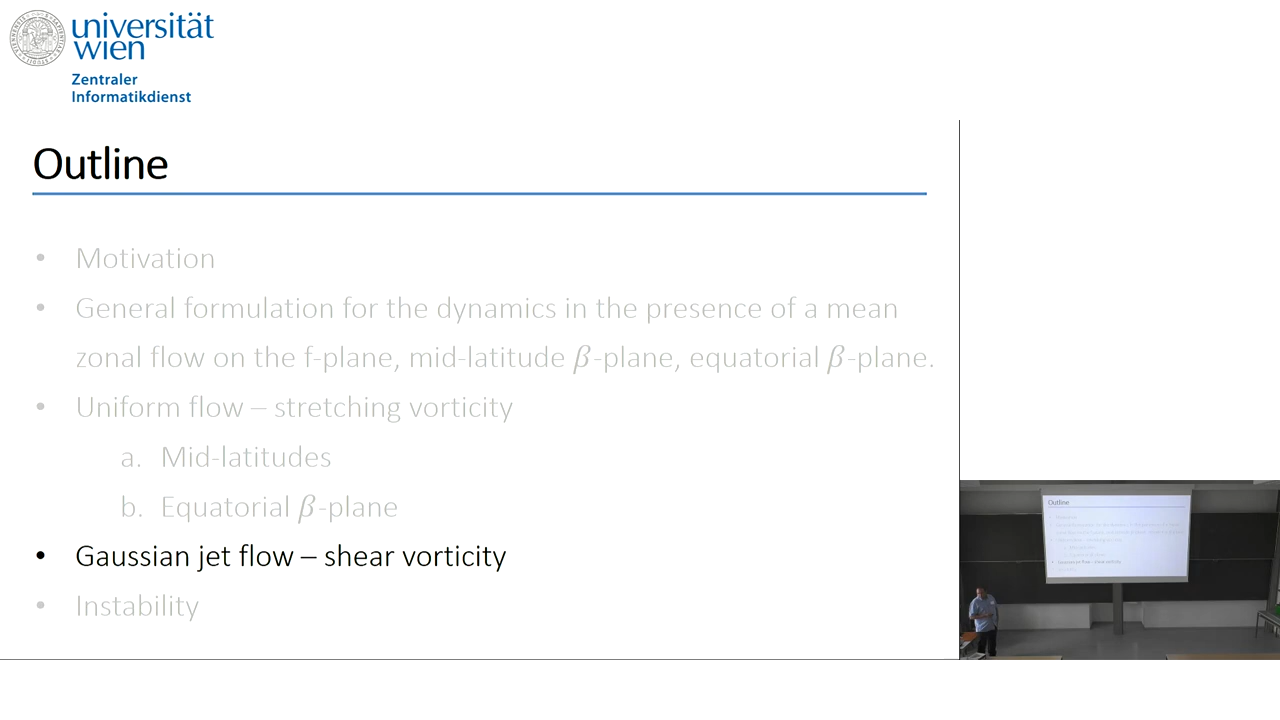 universität
wien
Zentraler
Informatikdienst
Outline
• Motivation
• General formulation for the dynamics in the presence of a mean
zonal flow on the f-plane, mid-latitude β-plane, equatorial β-plane.
• Uniform flow – stretching vorticity
a. Mid-latitudes
b. Equatorial β-plane
• Gaussian jet flow – shear vorticity
• Instability
Outline